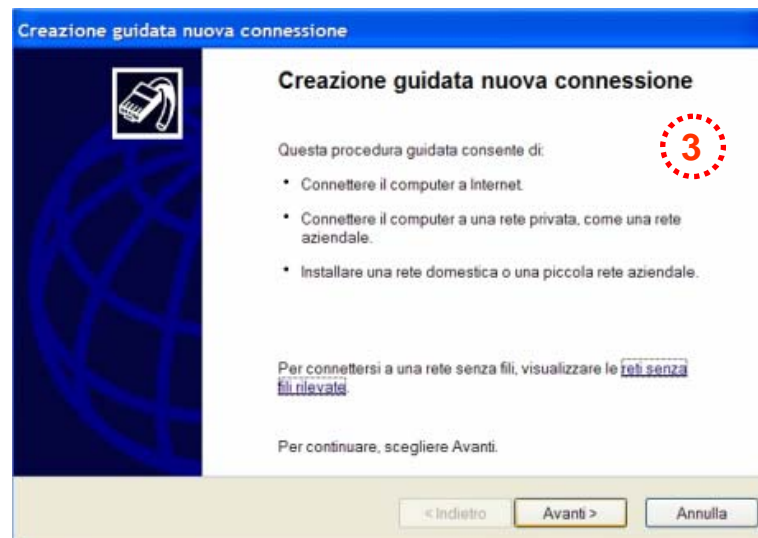 Creazione guidata nuova connessione
Creazione guidata nuova connessione
Questa procedura guidata consente di:
3
• Connettere il computer a Internet.
• Connettere il computer a una rete privata, come una rete
aziendale.
• Installare una rete domestica o una piccola rete aziendale.
Per connettersi a una rete senza fili, visualizzare le reti senza
fili rilevate.
Per continuare, scegliere Avanti.
< Indietro Avanti > Annulla